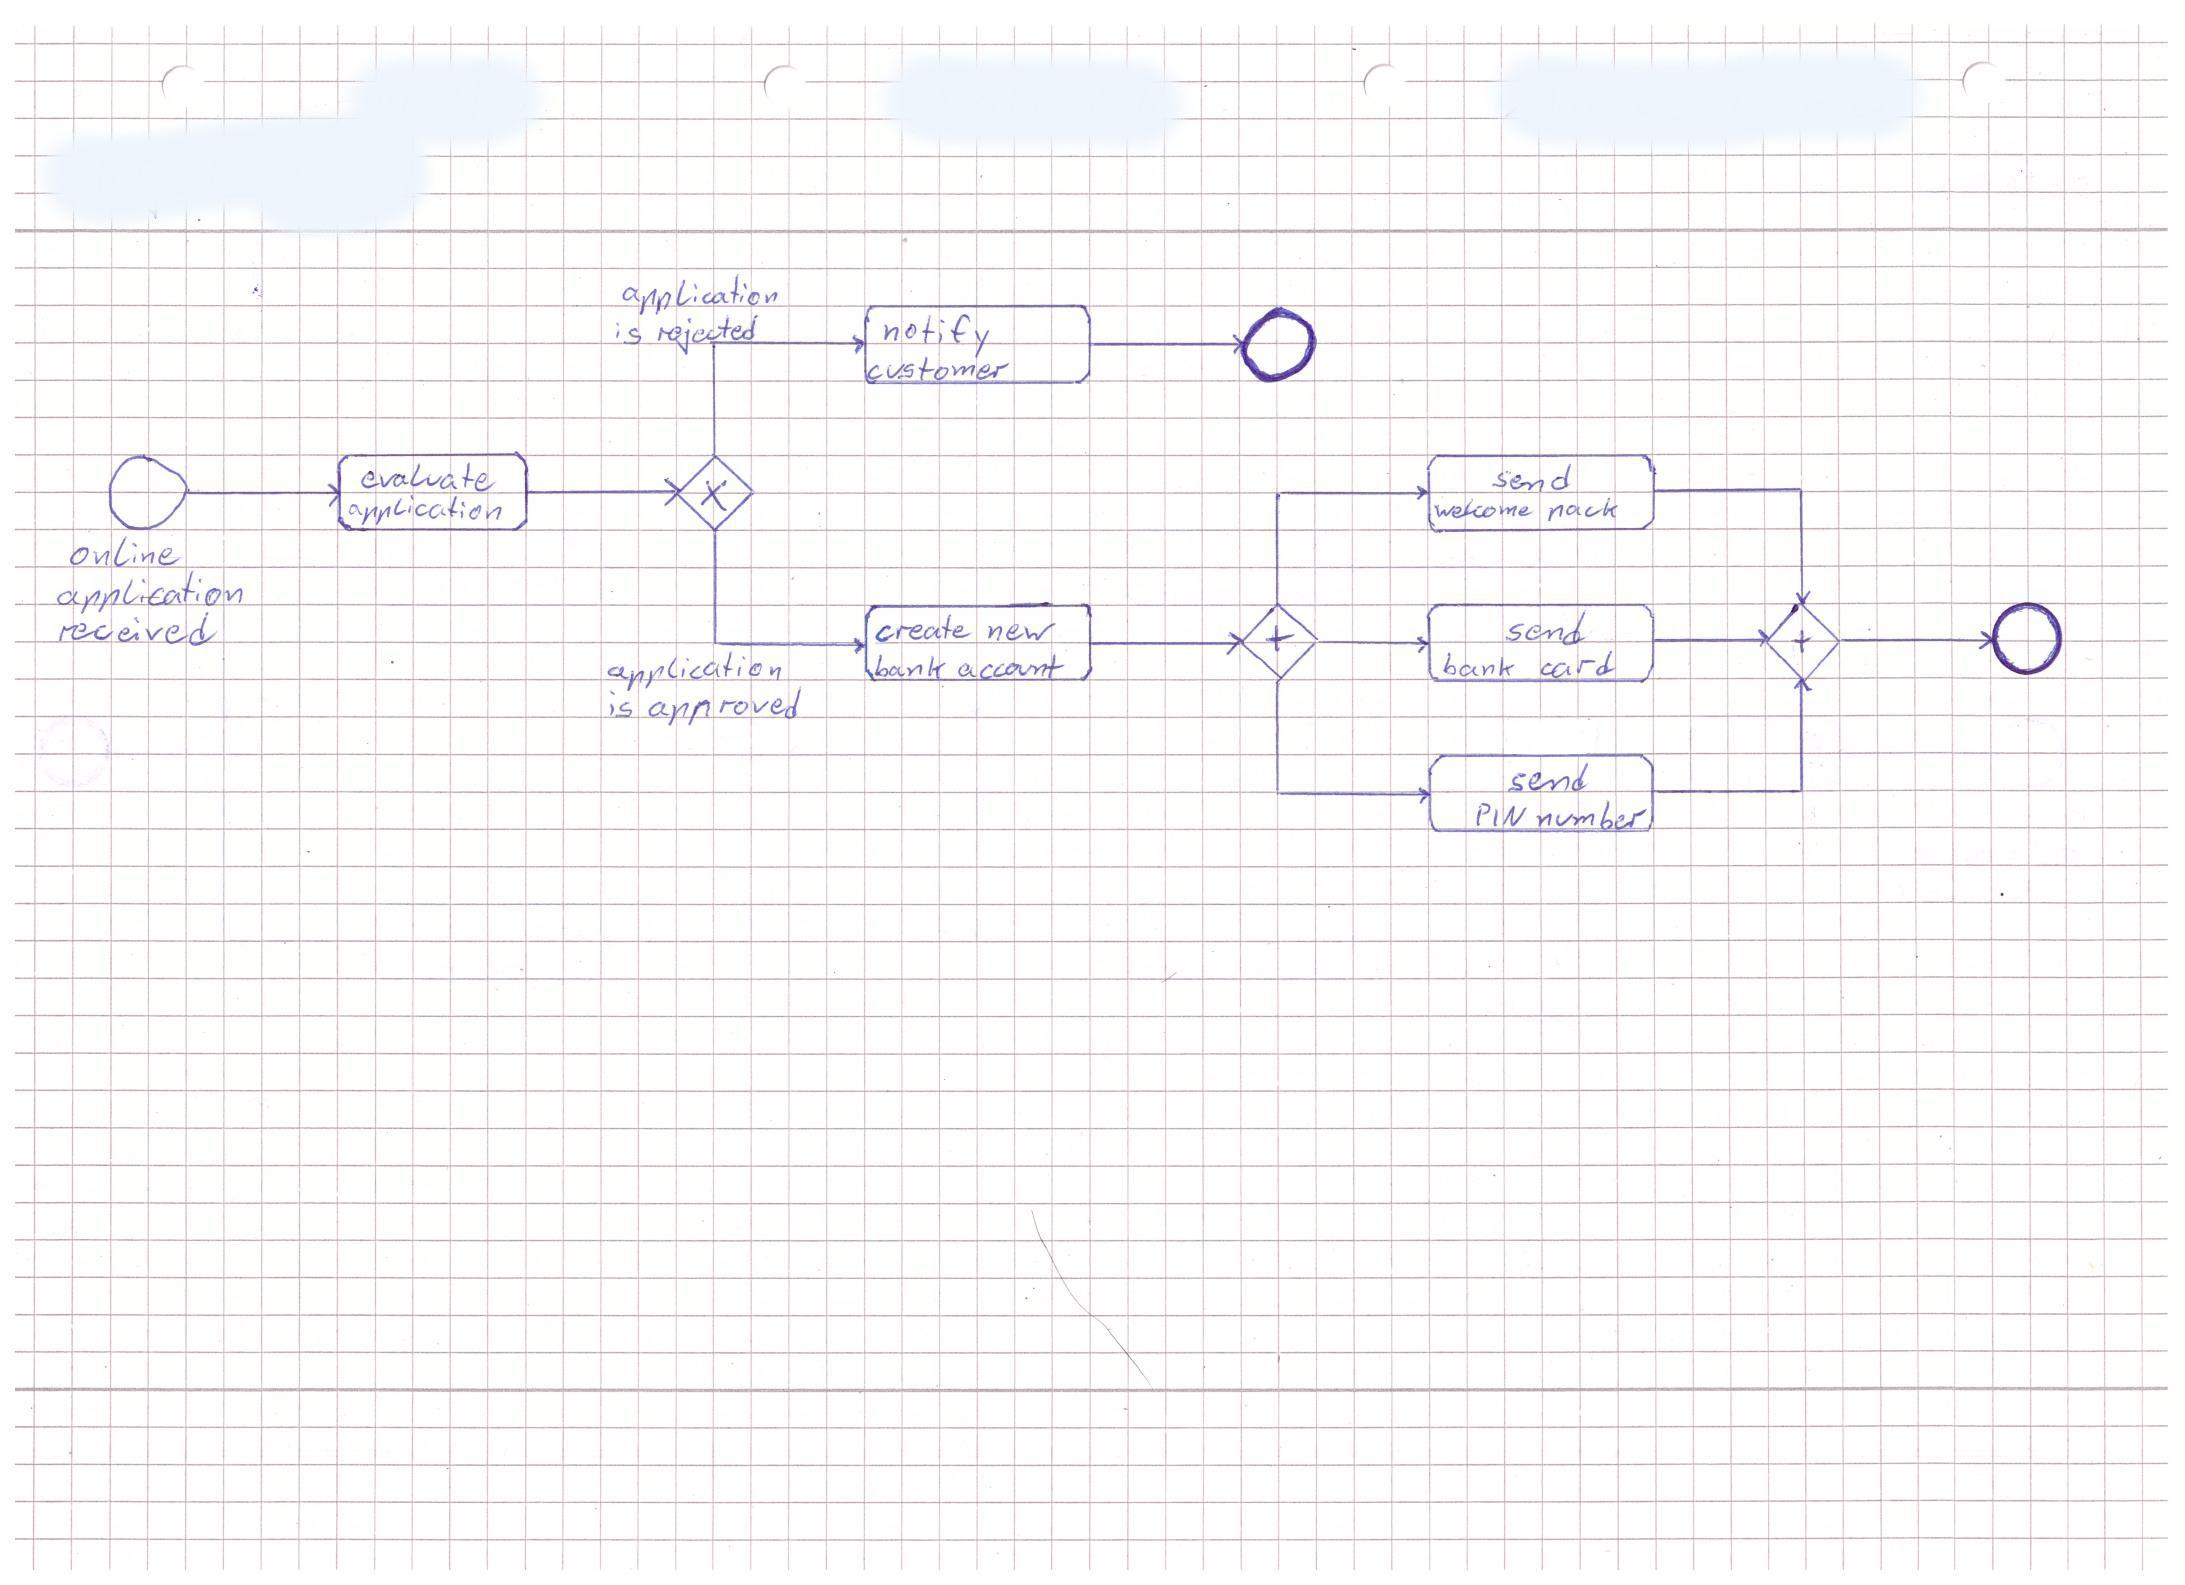 application
is rejected
notify
customer
evaluate
application
online
application
received
application
is approved
create new
bank account
send
welcome pack
send
bank card
send
PIN number